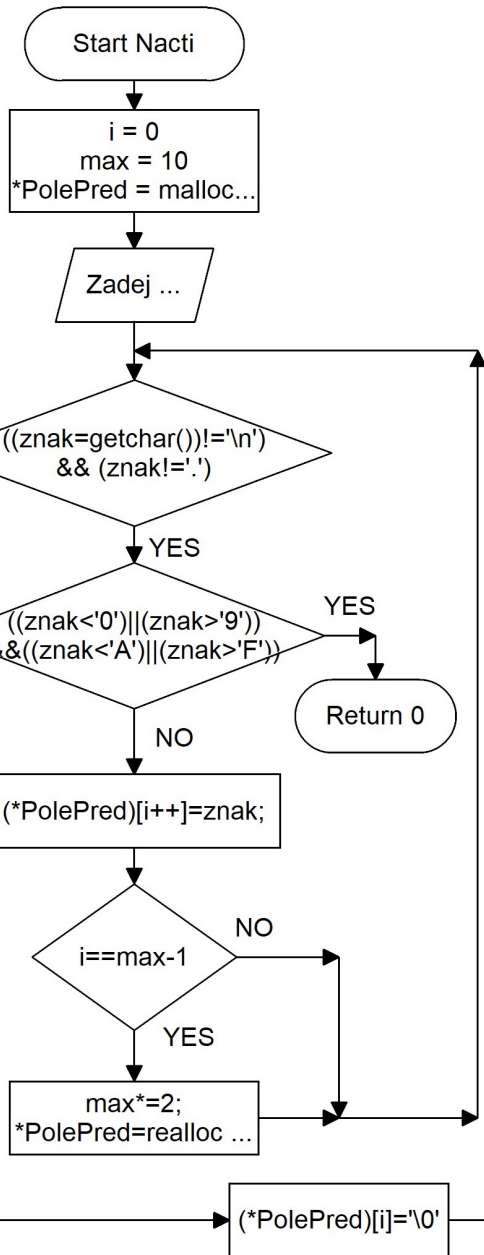 Start Nacti
i = 0
max = 10
*PolePred = malloc...
Zadej ...
((znak=getchar())!='\n')
&& (znak!='.')
YES
((znak<'0')||(znak>'9'))
&&((znak<'A')||(znak>'F'))
YES
Return 0
NO
(*PolePred)[i++]=znak;
i==max-1
NO
YES
max*=2;
*PolePred=realloc ...
(*PolePred)[i]='\0'